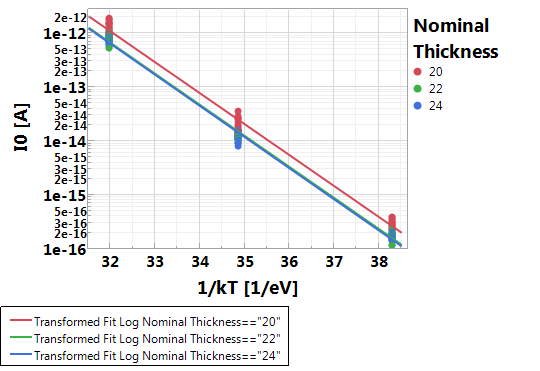 Nominal
Thickness
20
22
24
I0 [A]
2e-12
1e-12
5e-13
3e-13
2e-13
1e-13
5e-14
3e-14
2e-14
1e-14
5e-15
3e-15
2e-15
1e-15
5e-16
3e-16
2e-16
1e-16
32
33
34
35
36
37
38
1/kT [1/eV]
Transformed Fit Log Nominal Thickness=="20"
Transformed Fit Log Nominal Thickness=="22"
Transformed Fit Log Nominal Thickness=="24"